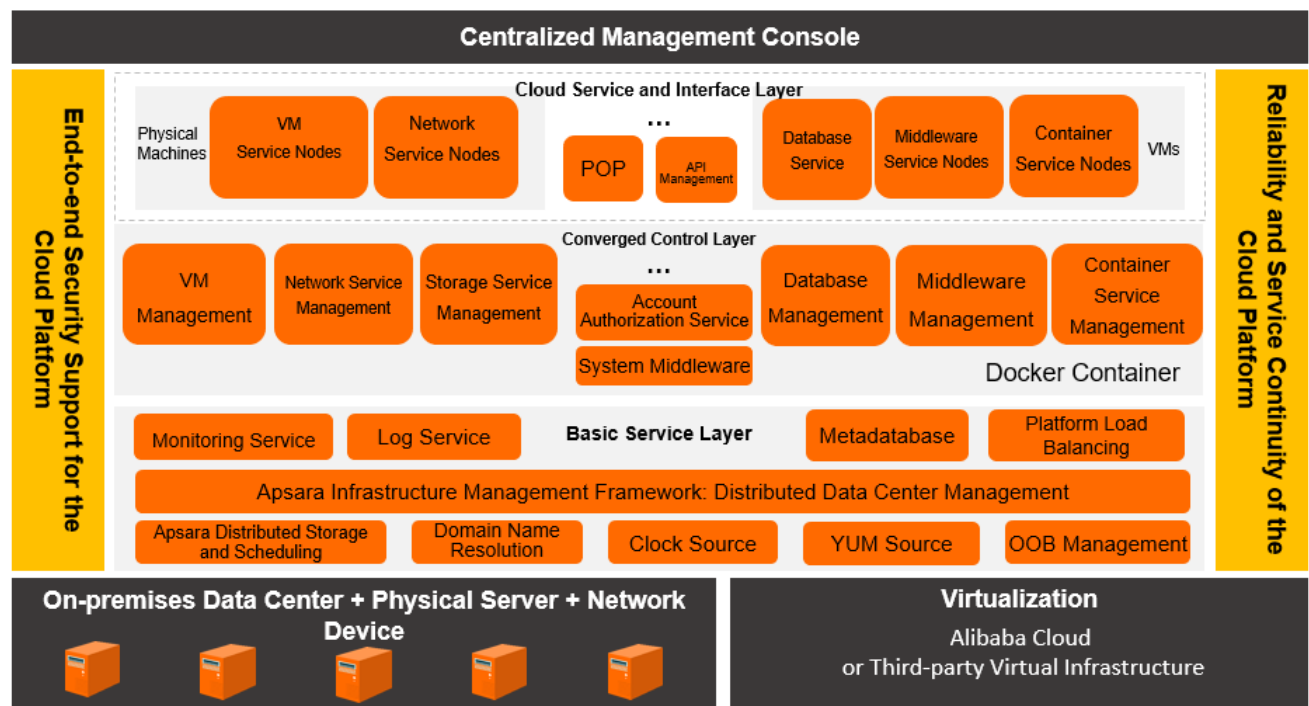 Centralized Management Console
End-to-end Security Support for the
Cloud Platform
Cloud Service and Interface Layer
Physical
Machines
VM
Service Nodes
Network
Service Nodes
...
POP
API
Management
Database
Service
Middleware
Service Nodes
Container
Service Nodes
VMs
Converged Control Layer
VM
Management
Network Service
Management
Storage Service
Management
...
Account
Authorization Service
System Middleware
Database
Management
Middleware
Management
Container
Service
Management
Docker Container
Monitoring Service
Log Service
Basic Service Layer
Metadatabase
Platform Load
Balancing
Apsara Infrastructure Management Framework: Distributed Data Center Management
Apsara Distributed Storage
and Scheduling
Domain Name
Resolution
Clock Source
YUM Source
OOB Management
Reliability and Service Continuity of the
Cloud Platform
On-premises Data Center + Physical Server + Network
Device
Virtualization
Alibaba Cloud
or Third-party Virtual Infrastructure